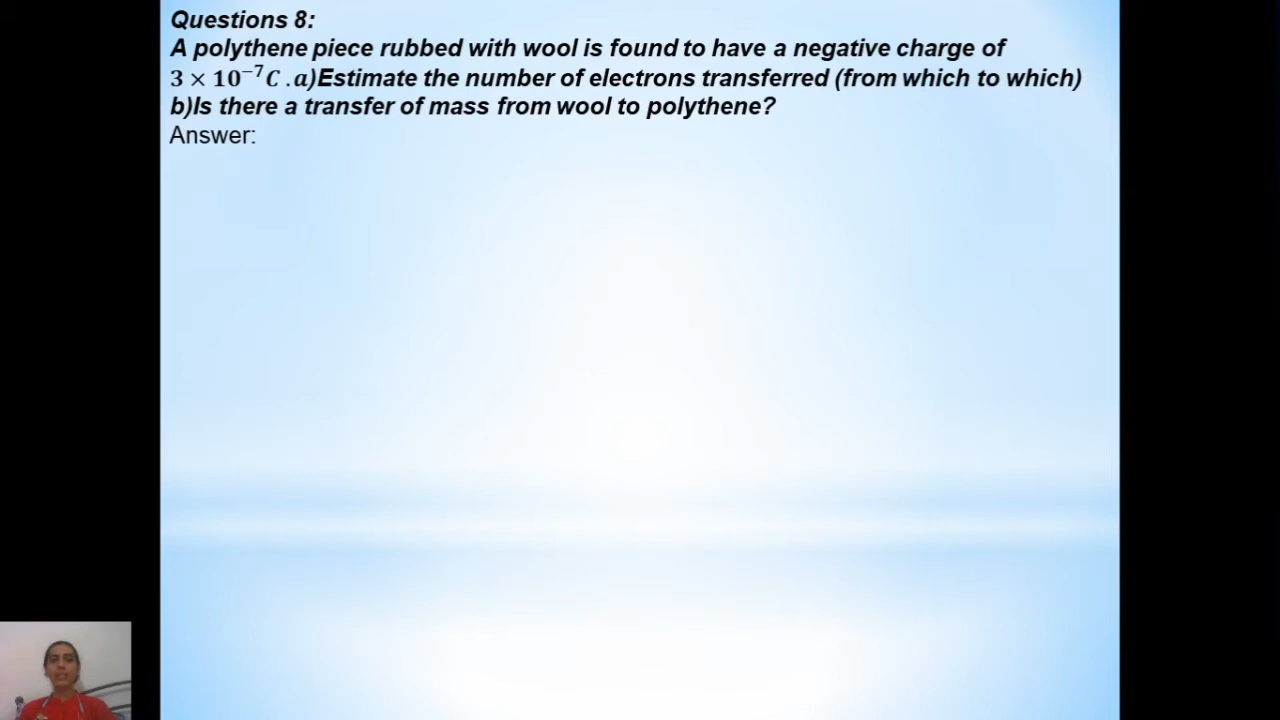 Questions 8:
A polythene piece rubbed with wool is found to have a negative charge of
3 × 10⁻⁷C .a)Estimate the number of electrons transferred (from which to which)
b)Is there a transfer of mass from wool to polythene?
Answer: